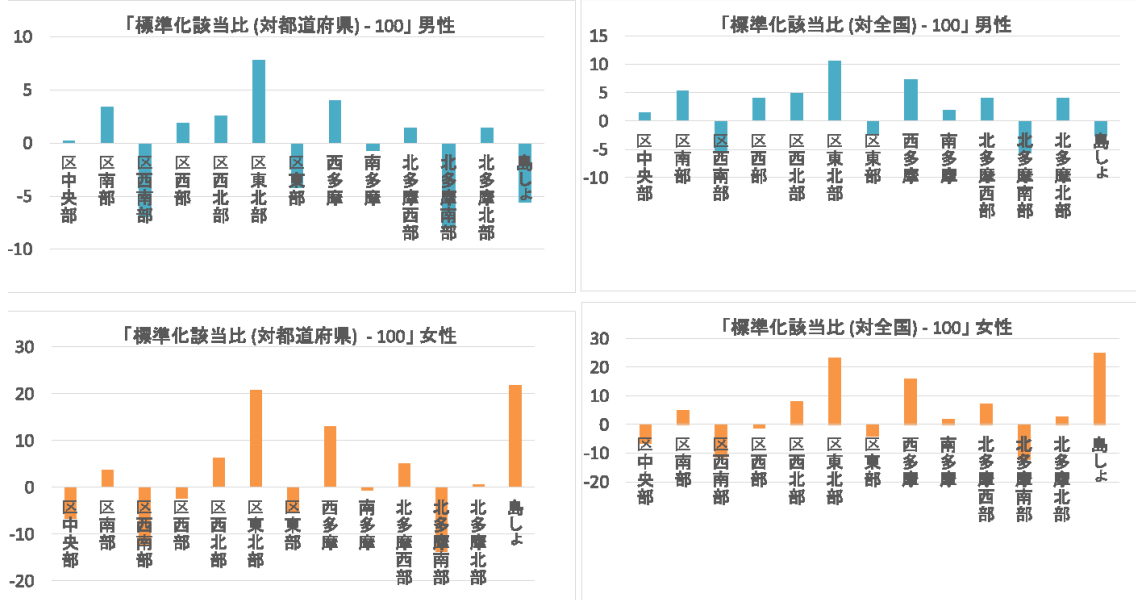 「標準化該当比 (対都道府県) - 100」 男性
10
5
0
-5
-10
区中央部
区南部
区西南部
区西部
区西北部
区東北部
区東部
西多摩
南多摩
北多摩西部
北多摩南部
北多摩北部
島しょ
「標準化該当比 (対全国) - 100」 男性
15
10
5
0
-5
-10
区中央部
区南部
区西南部
区西部
区西北部
区東北部
区東部
西多摩
南多摩
北多摩西部
北多摩南部
北多摩北部
島しょ
「標準化該当比 (対都道府県) - 100」 女性
30
20
10
0
-10
-20
区中央部
区南部
区西南部
区西部
区西北部
区東北部
区東部
西多摩
南多摩
北多摩西部
北多摩南部
北多摩北部
島しょ
「標準化該当比 (対全国) - 100」 女性
30
20
10
0
-10
-20
区中央部
区南部
区西南部
区西部
区西北部
区東北部
区東部
西多摩
南多摩
北多摩西部
北多摩南部
北多摩北部
島しょ